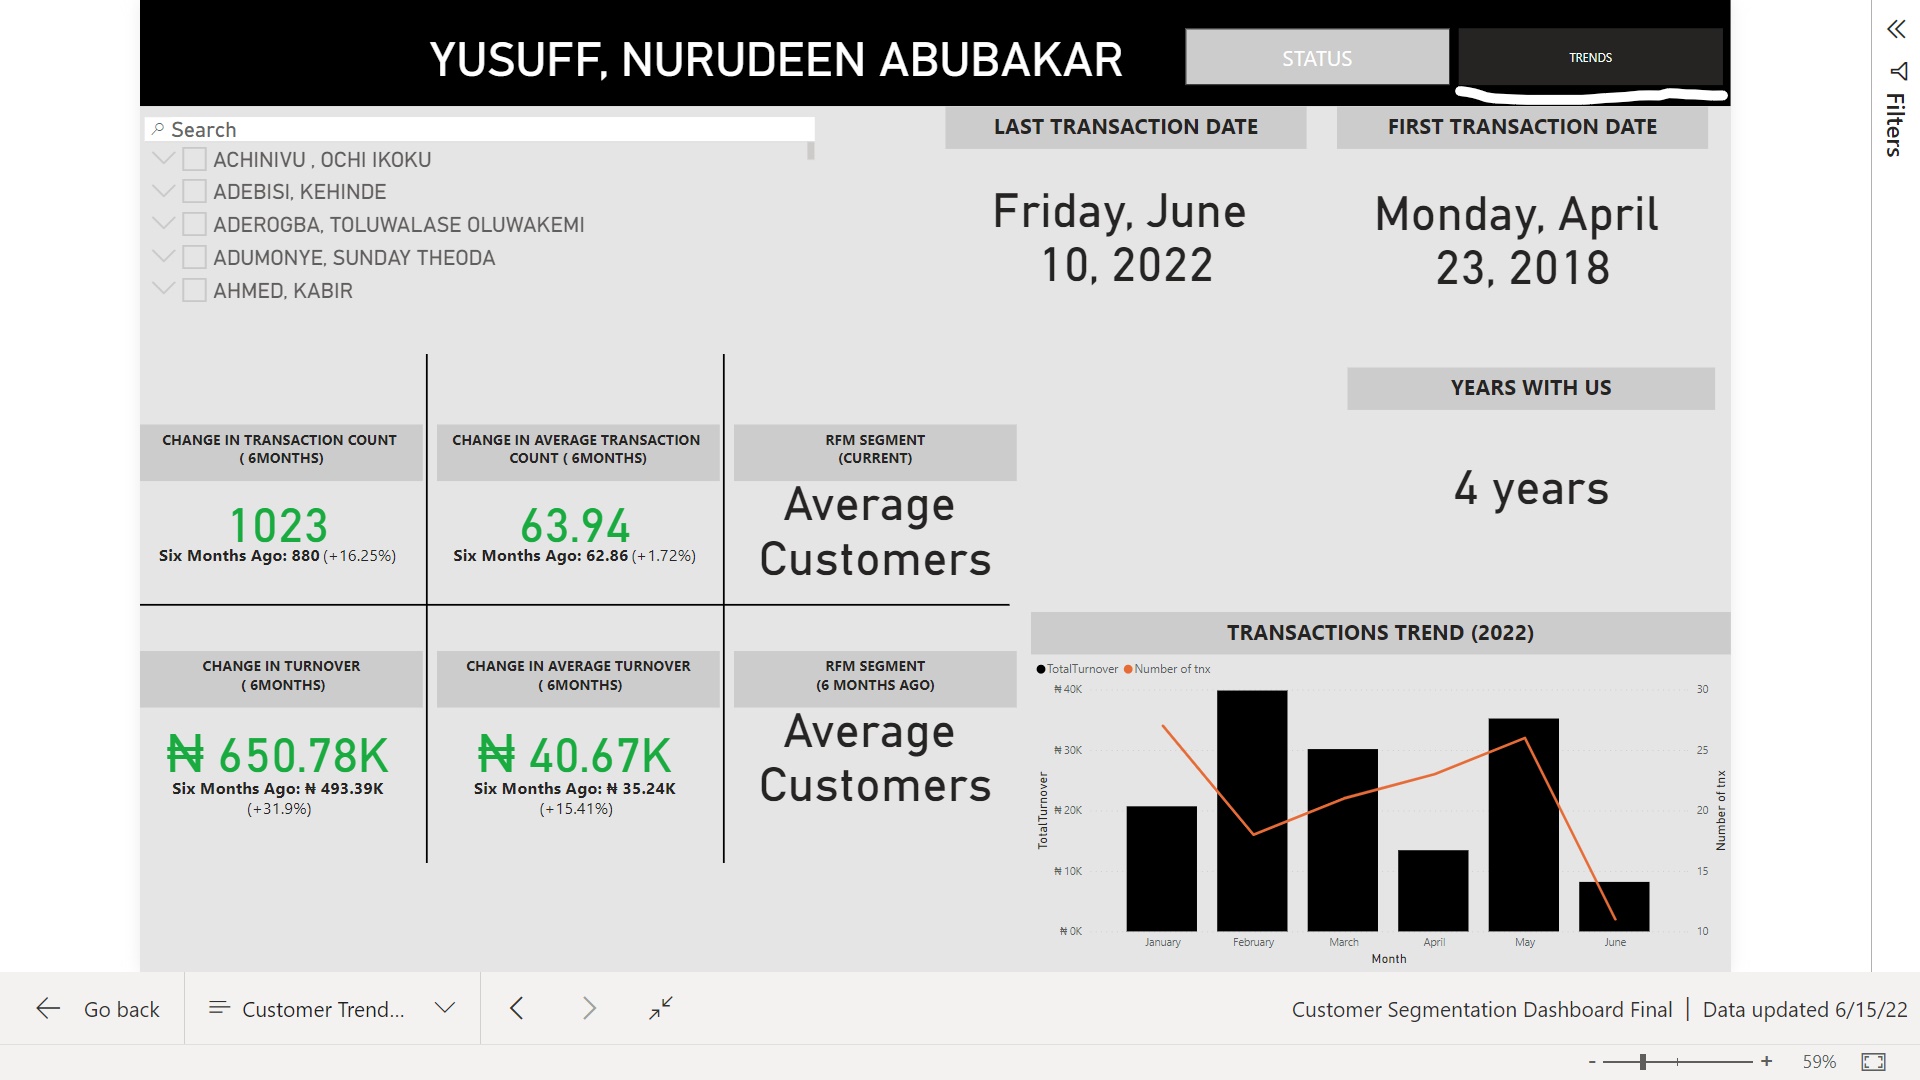 YUSUFF, NURUDEEN ABUBAKAR
STATUS
TRENDS
Filters
Search
ACHINIVU , OCHI IKOKU
ADEBISI, KEHINDE
ADEROGBA, TOLUWALASE OLUWAKEMI
ADUMONYE, SUNDAY THEODA
AHMED, KABIR
LAST TRANSACTION DATE
Friday, June
10, 2022
FIRST TRANSACTION DATE
Monday, April
23, 2018
YEARS WITH US
4 years
CHANGE IN TRANSACTION COUNT
( 6MONTHS)
1023
Six Months Ago: 880 (+16.25%)
CHANGE IN AVERAGE TRANSACTION
COUNT ( 6MONTHS)
63.94
Six Months Ago: 62.86 (+1.72%)
RFM SEGMENT
(CURRENT)
Average
Customers
CHANGE IN TURNOVER
( 6MONTHS)
₦ 650.78K
Six Months Ago: ₦ 493.39K
(+31.9%)
CHANGE IN AVERAGE TURNOVER
( 6MONTHS)
₦ 40.67K
Six Months Ago: ₦ 35.24K
(+15.41%)
RFM SEGMENT
(6 MONTHS AGO)
Average
Customers
TRANSACTIONS TREND (2022)
TotalTurnover Number of tnx
₦ 40K
₦ 30K
₦ 20K
₦ 10K
₦ 0K
TotalTurnover
30
25
20
15
10
Number of tnx
January February March April May June
Month
Go back
Customer Trend...
Customer Segmentation Dashboard Final | Data updated 6/15/22
- + 59%